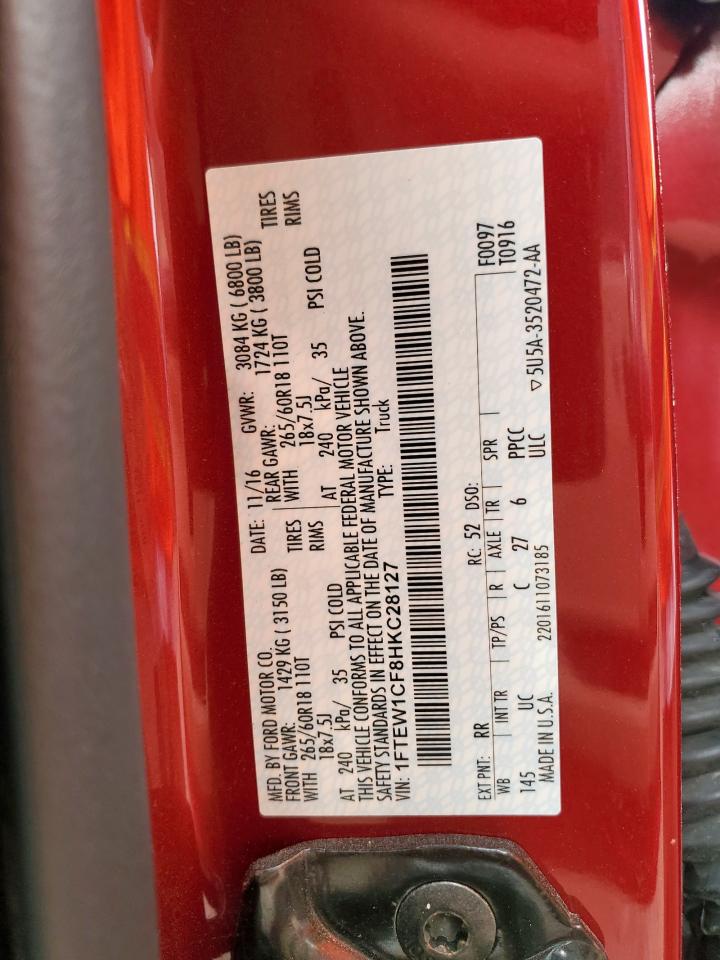 MFD. BY FORD MOTOR CO. DATE: 11/16 GVWR: 3084 KG ( 6800 LB)
FRONT GAWR: 1429 KG ( 3150 LB) REAR GAWR: 1724 KG ( 3800 LB)
WITH 265/60R18 110T TIRES WITH 265/60R18 110T TIRES
18x7.5J RIMS 18x7.5J RIMS
AT 240 kPa/ 35 PSI COLD AT 240 kPa/ 35 PSI COLD
THIS VEHICLE CONFORMS TO ALL APPLICABLE FEDERAL MOTOR VEHICLE
SAFETY STANDARDS IN EFFECT ON THE DATE OF MANUFACTURE SHOWN ABOVE.
VIN: 1FTEW1CF8HKC28127 TYPE: Truck
EXT PNT: RR RC: 52 DSO: F0097
WB INT TR TP/PS R AXLE TR SPR T0916
145 UC C 27 6 PPCC
MADE IN U.S.A. 2201611073185 ULC ▽5U5A-3520472-AA